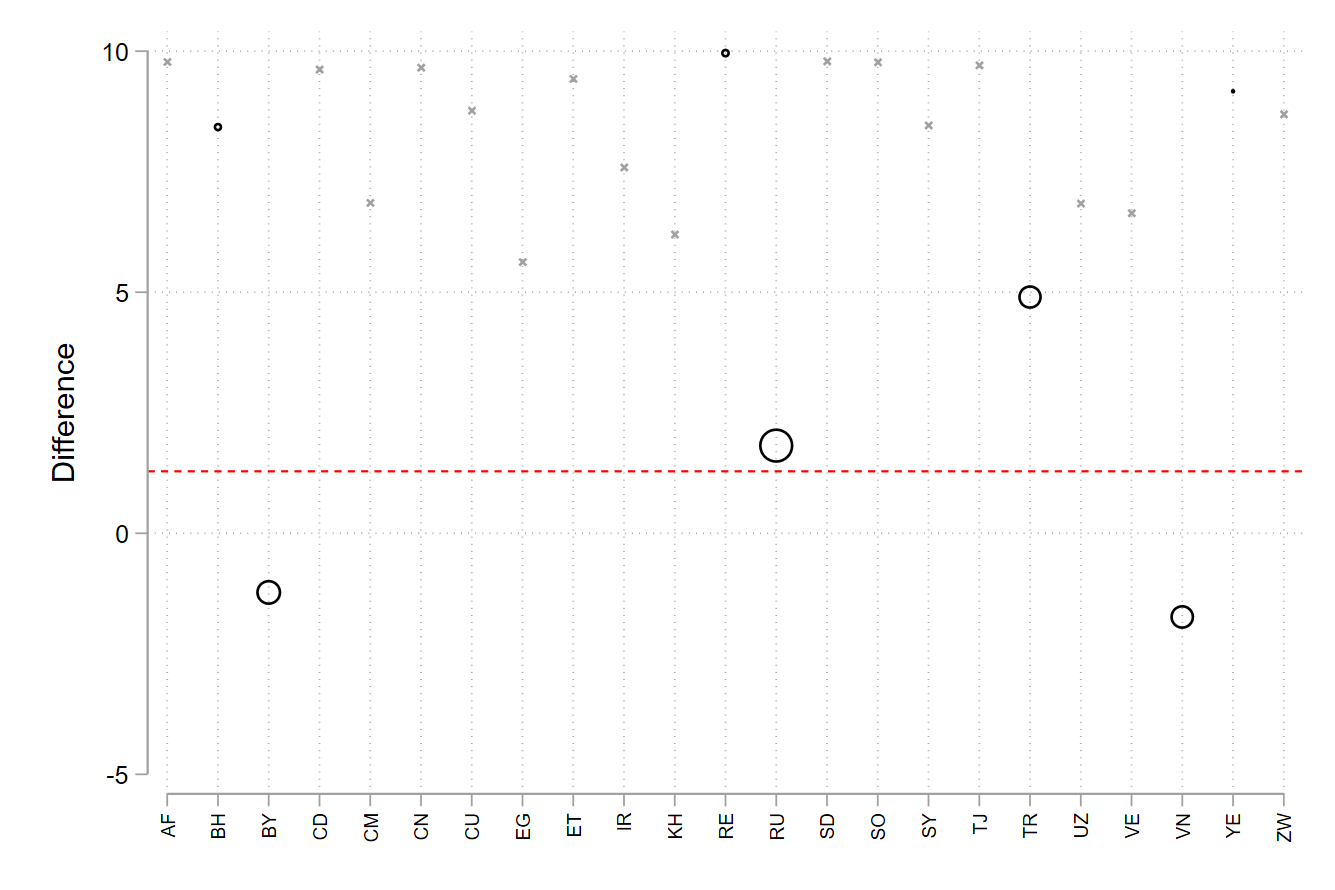 10
5
0
-5
Difference
AF BH BY CD CM CN CU EG ET IR KH RE RU SD SO SY TJ TR UZ VE VN YE ZW